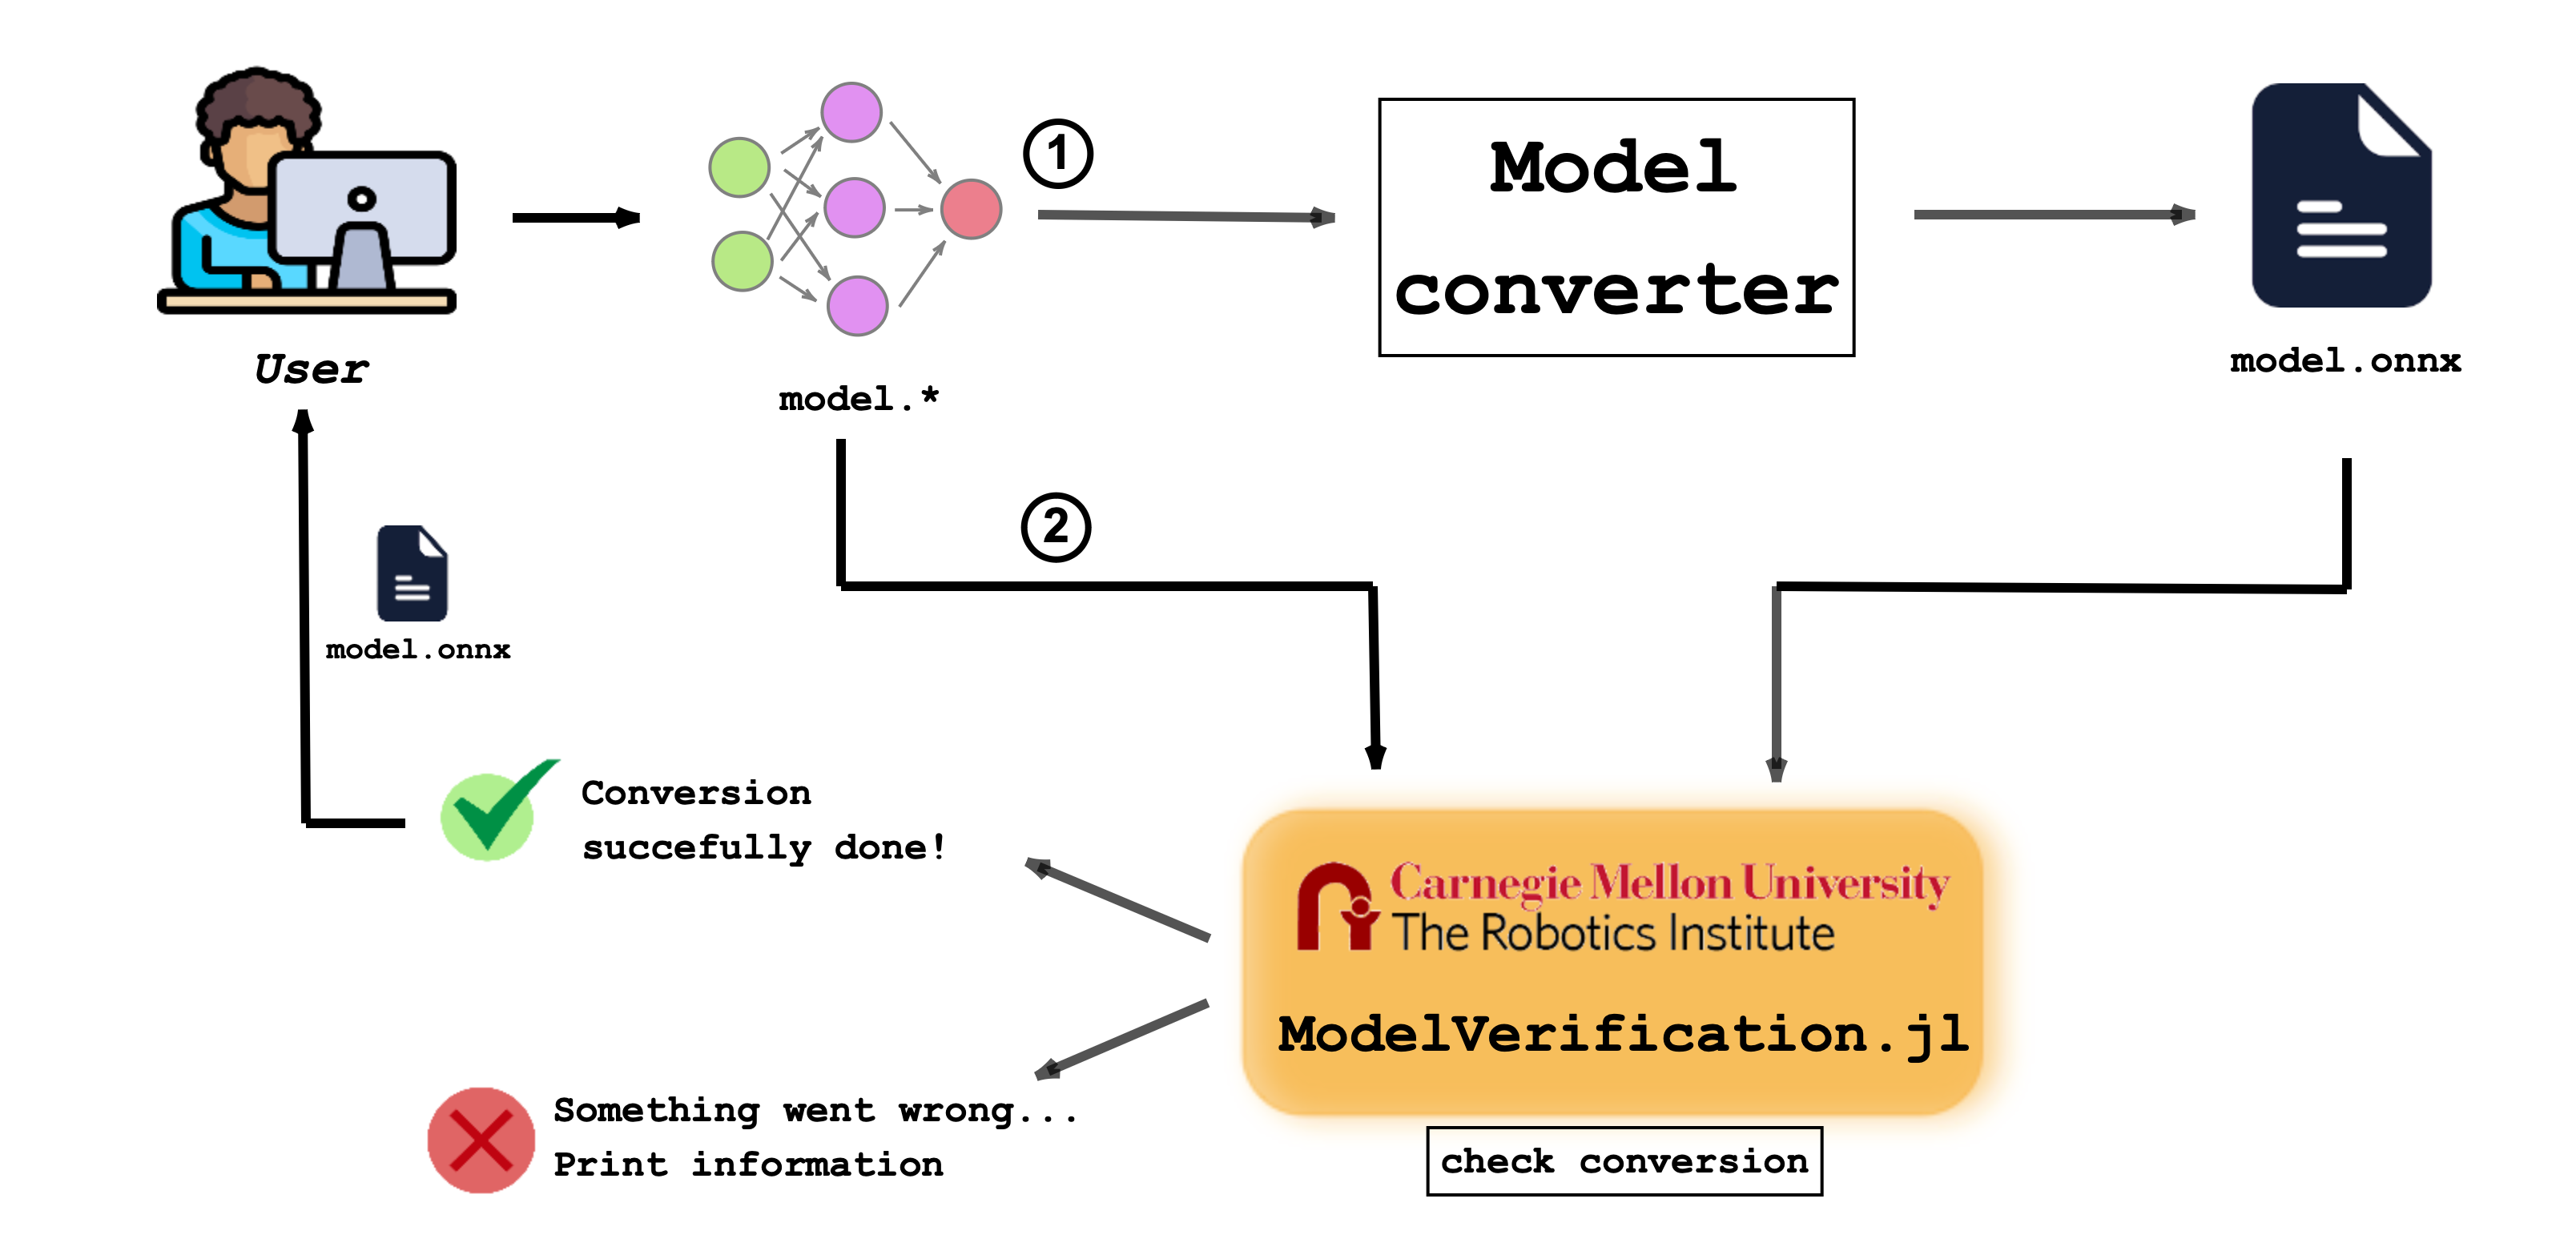 1
Model
converter
User
model.*
model.onnx
2
model.onnx
Conversion
succefully done!
Carnegie Mellon University
The Robotics Institute
ModelVerification.jl
Something went wrong...
Print information
check conversion